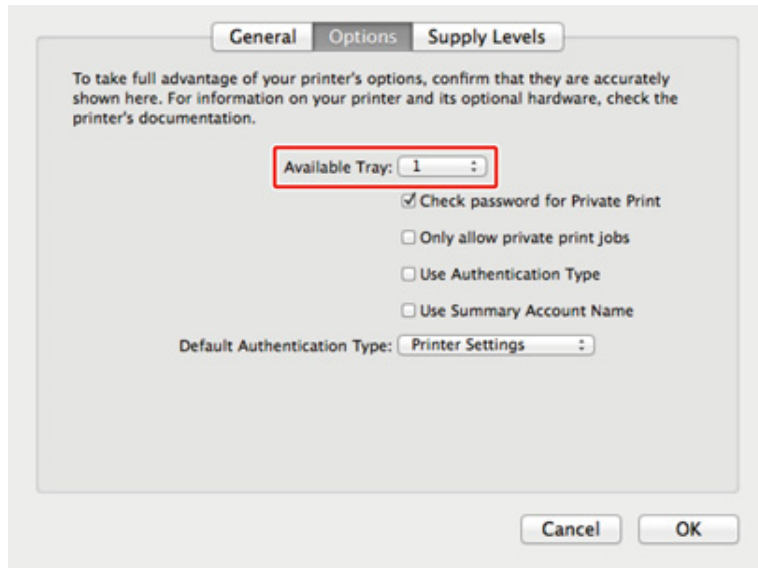 General Options Supply Levels
To take full advantage of your printer's options, confirm that they are accurately
shown here. For information on your printer and its optional hardware, check the
printer's documentation.
Available Tray: 1
Check password for Private Print
Only allow private print jobs
Use Authentication Type
Use Summary Account Name
Default Authentication Type: Printer Settings
Cancel OK